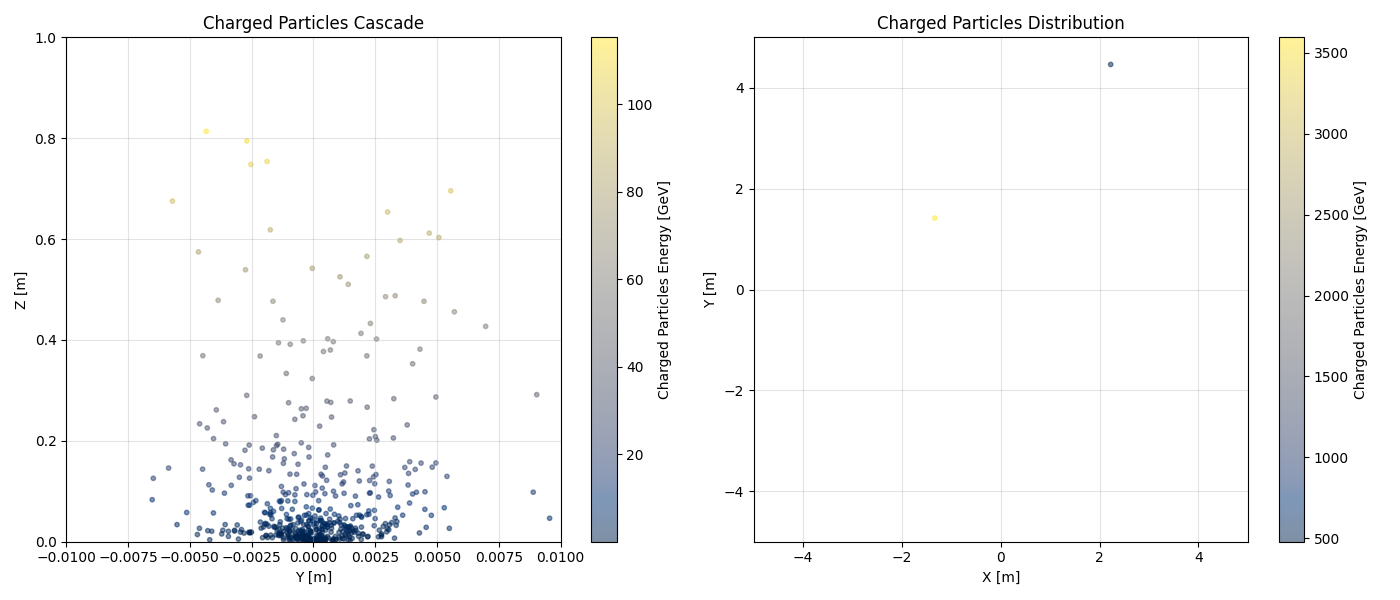 Charged Particles Cascade
1.0
0.8
0.6
0.4
0.2
0.0
Z [m]
−0.0100 −0.0075 −0.0050 −0.0025 0.0000 0.0025 0.0050 0.0075 0.0100
Y [m]
100
80
60
40
20
Charged Particles Energy [GeV]
Charged Particles Distribution
4
2
0
−2
−4
Y [m]
−4 −2 0 2 4
X [m]
3500
3000
2500
2000
1500
1000
500
Charged Particles Energy [GeV]